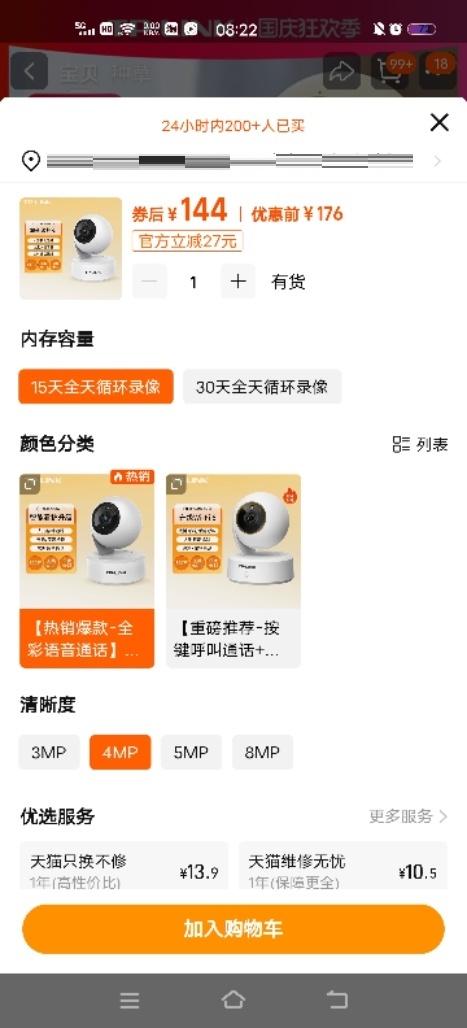 5G
HD
08:22
国庆狂欢季
宝贝 种草
99+
18
24小时内200+人已买
券后¥144 | 优惠前¥176
官方立减27元
1
有货
内存容量
15天全天循环录像
30天全天循环录像
颜色分类
列表
热销
【热销爆款-全
彩语音通话】...
【重磅推荐-按
键呼叫通话+...
清晰度
3MP
4MP
5MP
8MP
优选服务
更多服务
天猫只换不修
1年(高性价比)
¥13.9
天猫维修无忧
1年(保障更全)
¥10.5
加入购物车